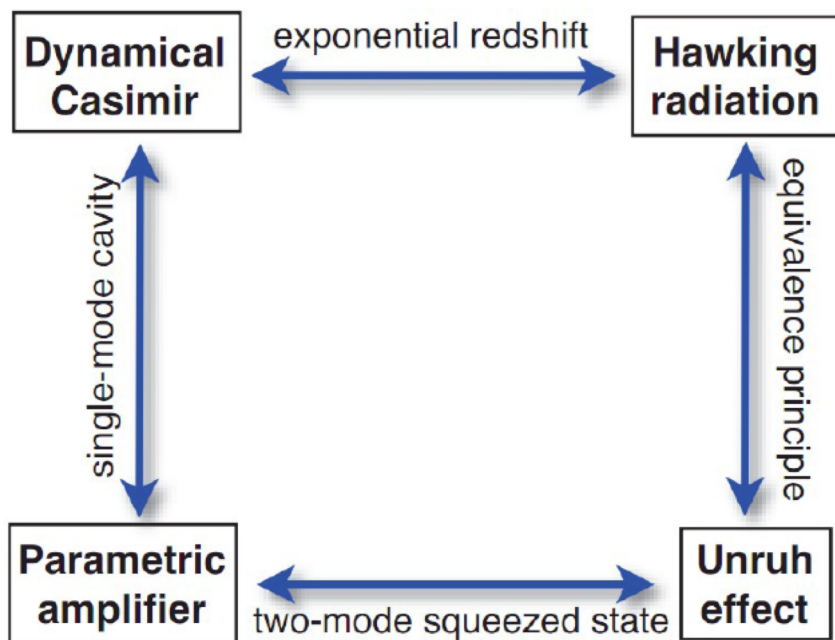 Dynamical
Casimir
exponential redshift
Hawking
radiation
single-mode cavity
equivalence principle
Parametric
amplifier
two-mode squeezed state
Unruh
effect